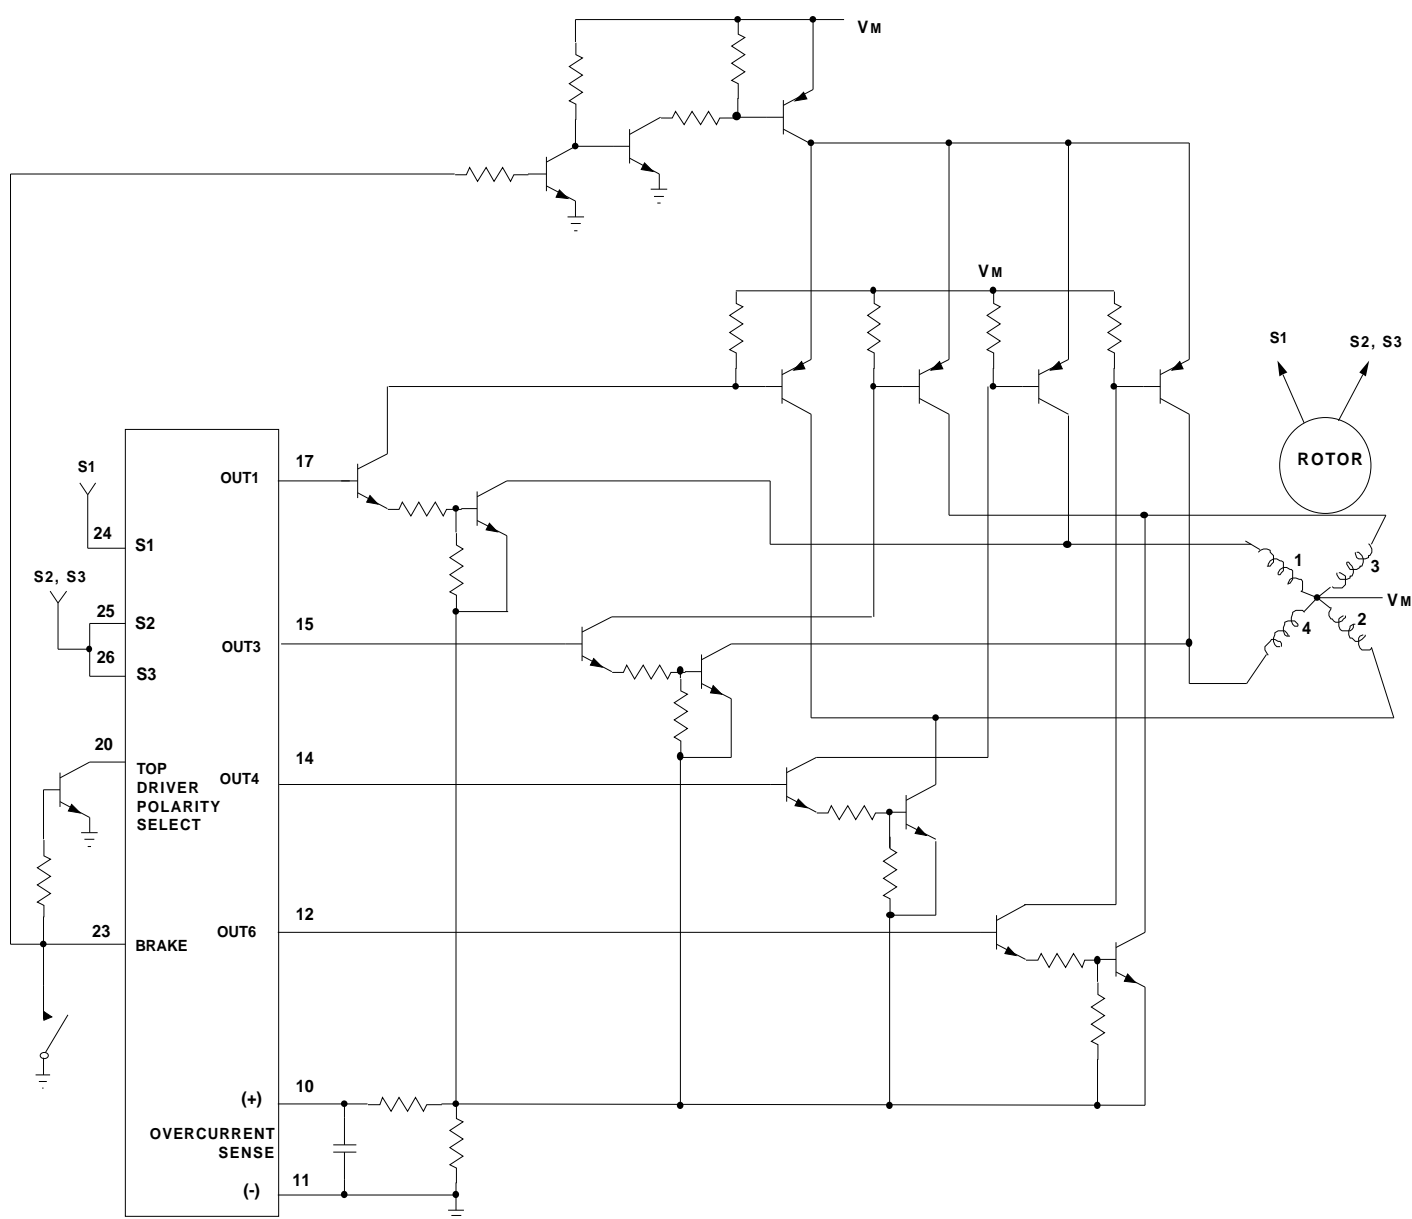 VM
VM
S1
S2, S3
ROTOR
17
OUT1
S1
24
S1
1
3
S2, S3
25
S2
15
OUT3
VM
2
4
26
S3
20
TOP
DRIVER
POLARITY
SELECT
14
OUT4
12
OUT6
23
BRAKE
10
(+)
OVERCURRENT
SENSE
11
(-)